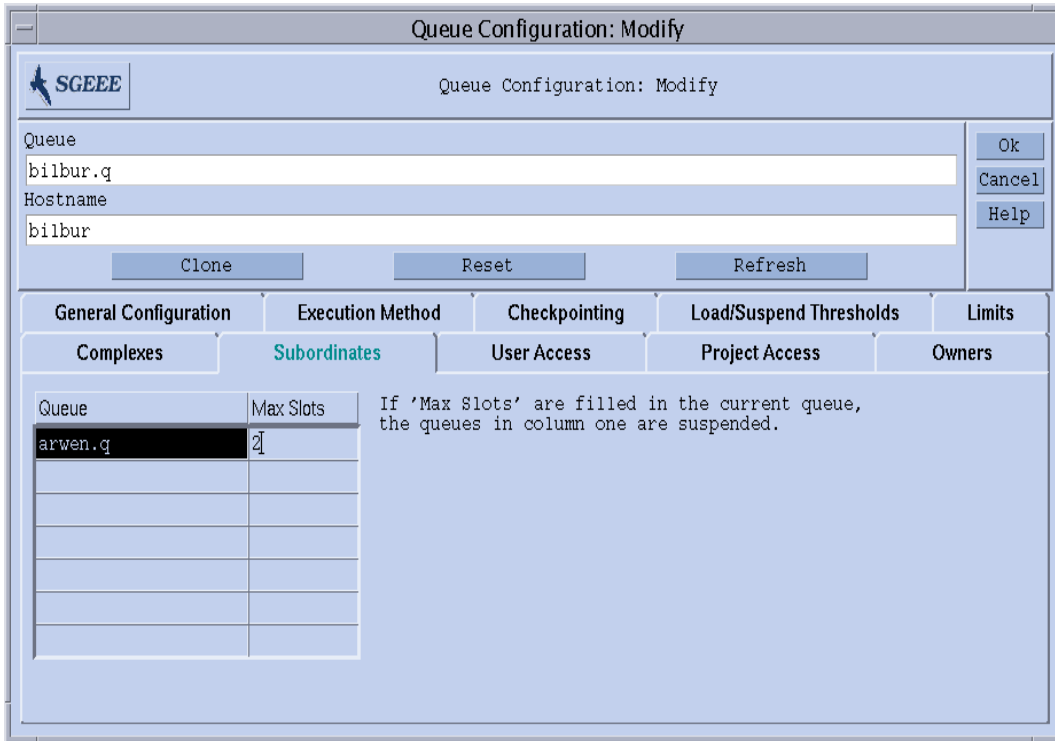 Queue Configuration: Modify
SGEEE
Queue Configuration: Modify
Queue
bilbur.q
Hostname
bilbur
Ok
Cancel
Help
Clone Reset Refresh
General Configuration Execution Method Checkpointing Load/Suspend Thresholds Limits
Complexes Subordinates User Access Project Access Owners
Queue Max Slots
arwen.q 2
If 'Max Slots' are filled in the current queue,
the queues in column one are suspended.